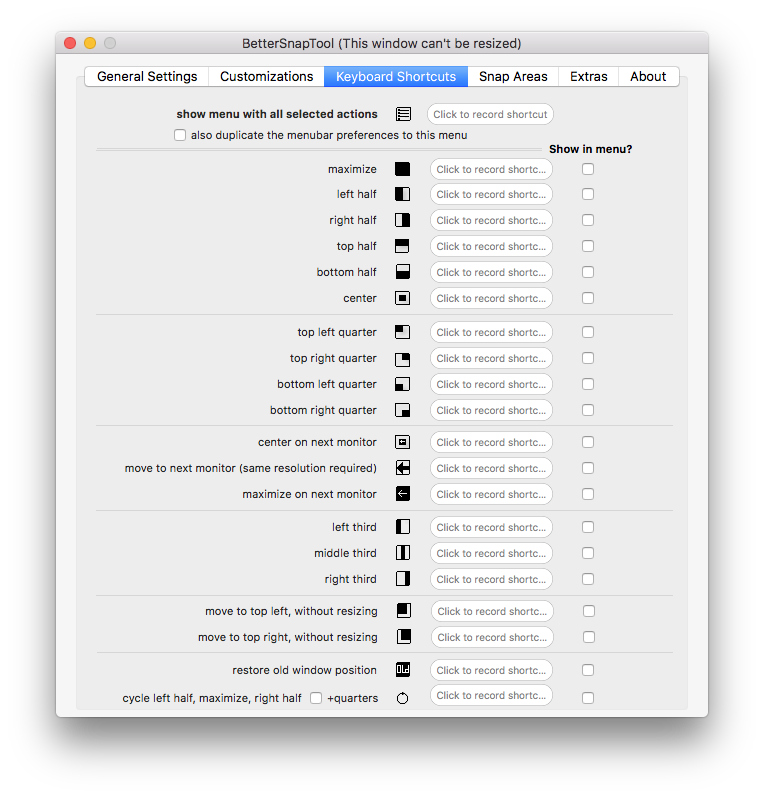 BetterSnapTool (This window can't be resized)
General Settings Customizations Keyboard Shortcuts Snap Areas Extras About
show menu with all selected actions Click to record shortcut
also duplicate the menubar preferences to this menu
Show in menu?
maximize Click to record shortc...
left half Click to record shortc...
right half Click to record shortc...
top half Click to record shortc...
bottom half Click to record shortc...
center Click to record shortc...
top left quarter Click to record shortc...
top right quarter Click to record shortc...
bottom left quarter Click to record shortc...
bottom right quarter Click to record shortc...
center on next monitor Click to record shortc...
move to next monitor (same resolution required) Click to record shortc...
maximize on next monitor Click to record shortc...
left third Click to record shortc...
middle third Click to record shortc...
right third Click to record shortc...
move to top left, without resizing Click to record shortc...
move to top right, without resizing Click to record shortc...
restore old window position Old Click to record shortc...
cycle left half, maximize, right half +quarters Click to record shortc...